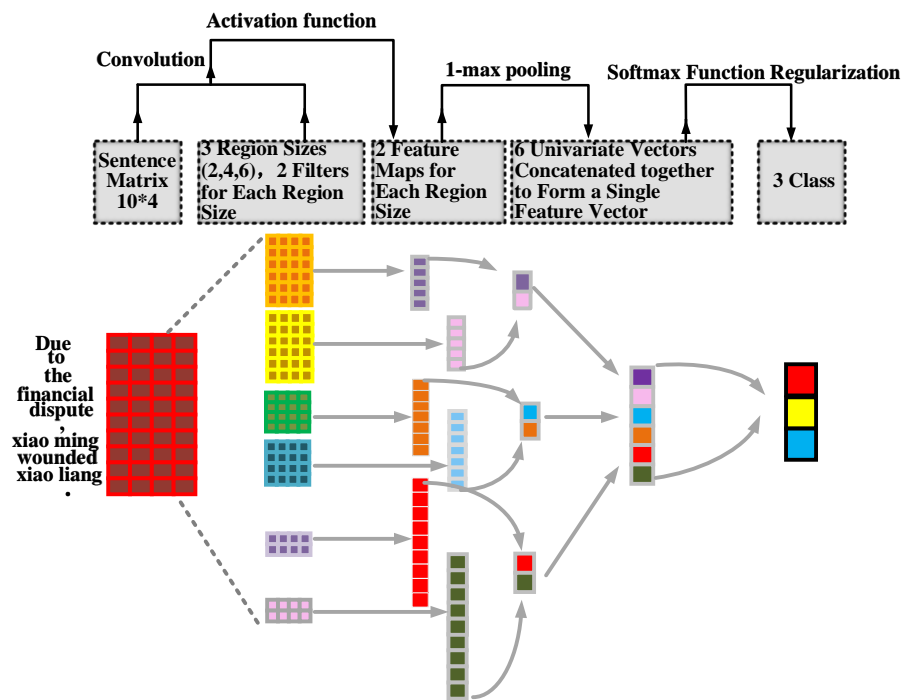 Activation function
Convolution
1-max pooling
Softmax Function Regularization
Sentence
Matrix
10*4
3 Region Sizes
(2,4,6), 2 Filters
for Each Region
Size
2 Feature
Maps for
Each Region
Size
6 Univariate Vectors
Concatenated together
to Form a Single
Feature Vector
3 Class
Due
to
the
financial
dispute
,
xiao ming
wounded
xiao liang
.